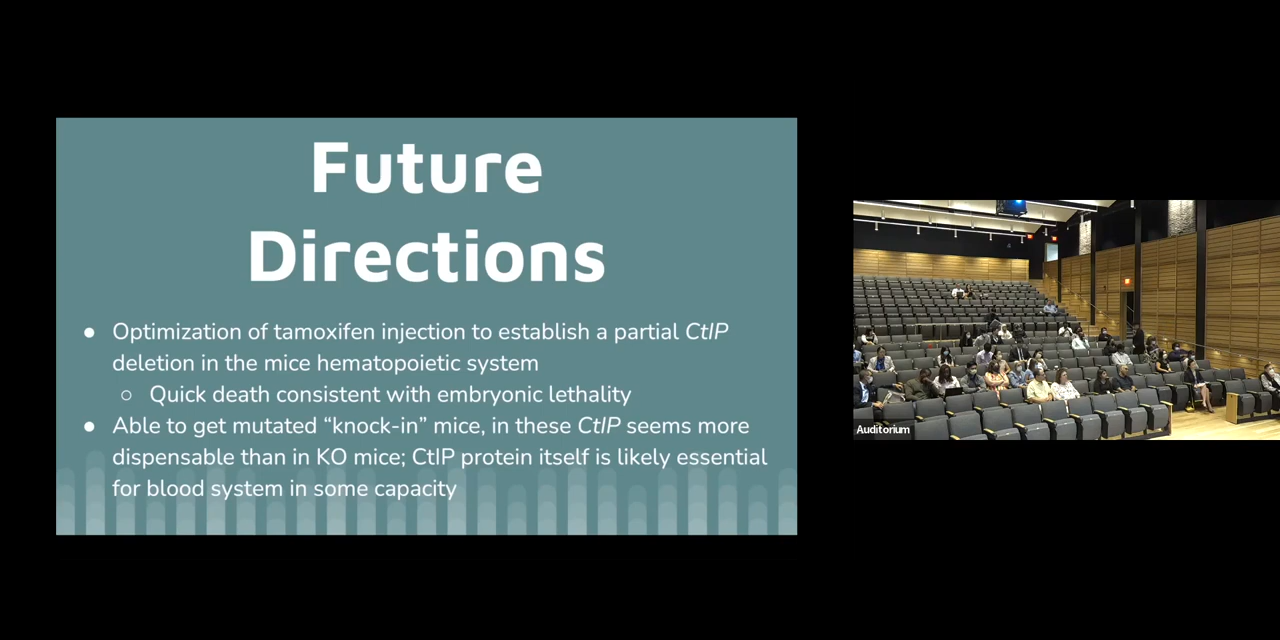 Future
Directions
● Optimization of tamoxifen injection to establish a partial CtIP
deletion in the mice hematopoietic system
○ Quick death consistent with embryonic lethality
● Able to get mutated “knock-in” mice, in these CtIP seems more
dispensable than in KO mice; CtIP protein itself is likely essential
for blood system in some capacity
Auditorium